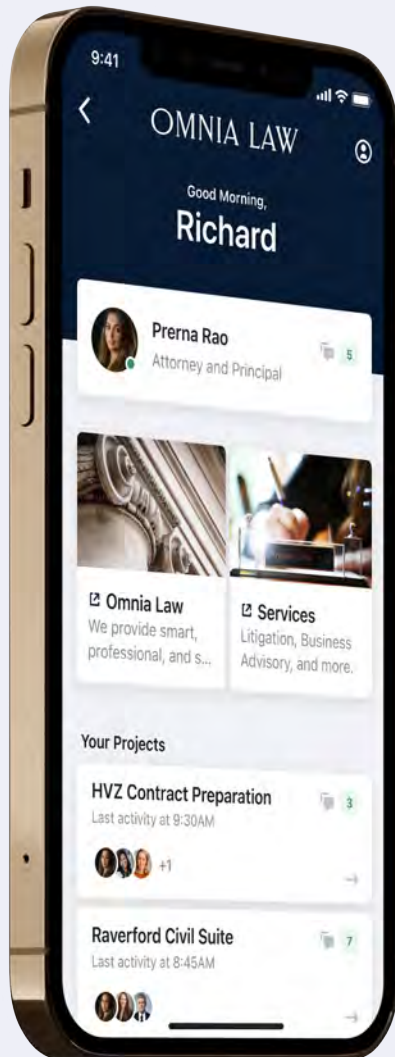 9:41
OMNIA LAW
Good Morning,
Richard
Prerna Rao
5
Attorney and Principal
Omnia Law
We provide smart,
professional, and s...
Services
Litigation, Business
Advisory, and more.
Your Projects
HVZ Contract Preparation
3
Last activity at 9:30AM
+1
Raverford Civil Suite
7
Last activity at 8:45AM